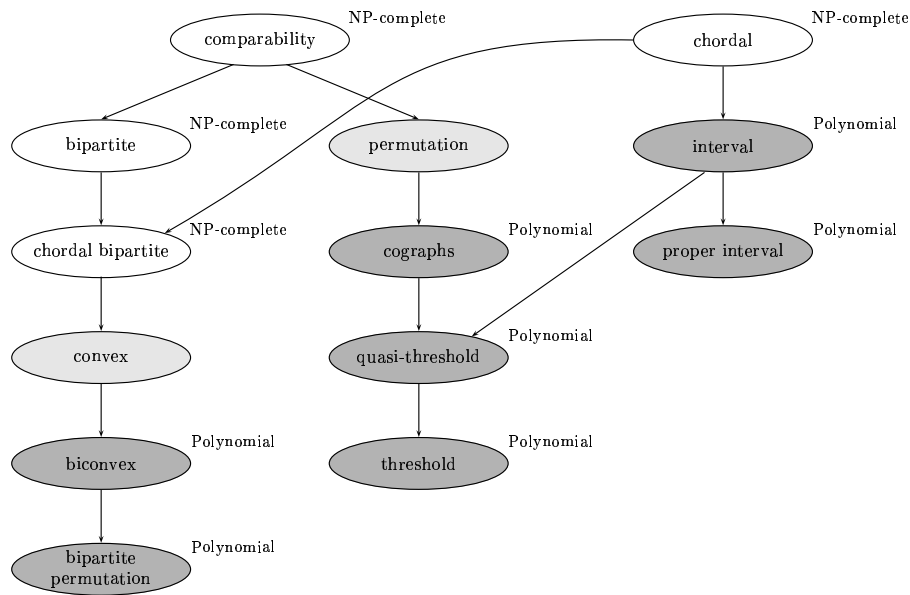 NP-complete
NP-complete
comparability
chordal
NP-complete
Polynomial
bipartite
permutation
interval
NP-complete
Polynomial
Polynomial
chordal bipartite
cographs
proper interval
Polynomial
convex
quasi-threshold
Polynomial
Polynomial
biconvex
threshold
Polynomial
bipartite
permutation